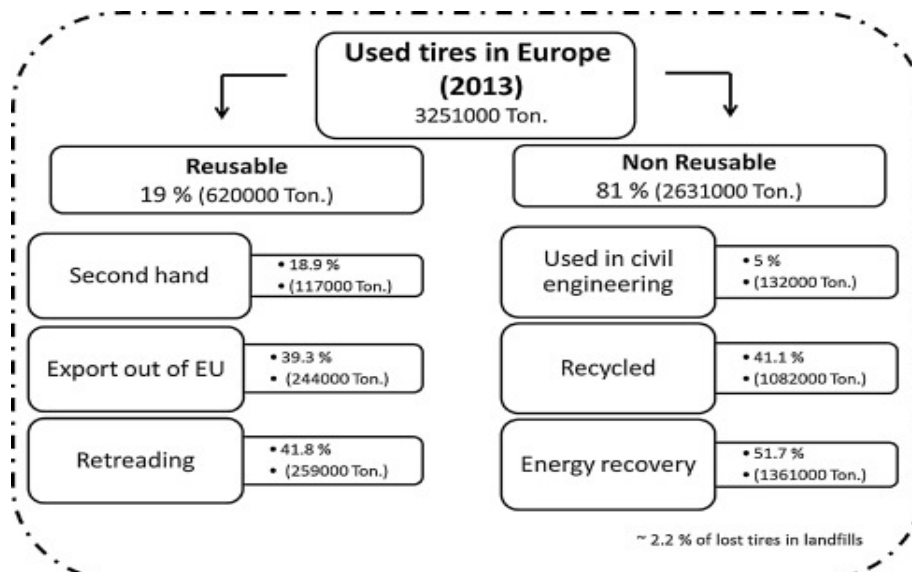 Used tires in Europe
(2013)
3251000 Ton.
Reusable
19 % (620000 Ton.)
Non Reusable
81 % (2631000 Ton.)
Second hand
• 18.9 %
• (117000 Ton.)
Export out of EU
• 39.3 %
• (244000 Ton.)
Retreading
• 41.8 %
• (259000 Ton.)
Used in civil
engineering
• 5 %
• (132000 Ton.)
Recycled
• 41.1 %
• (1082000 Ton.)
Energy recovery
• 51.7 %
• (1361000 Ton.)
~ 2.2 % of lost tires in landfills